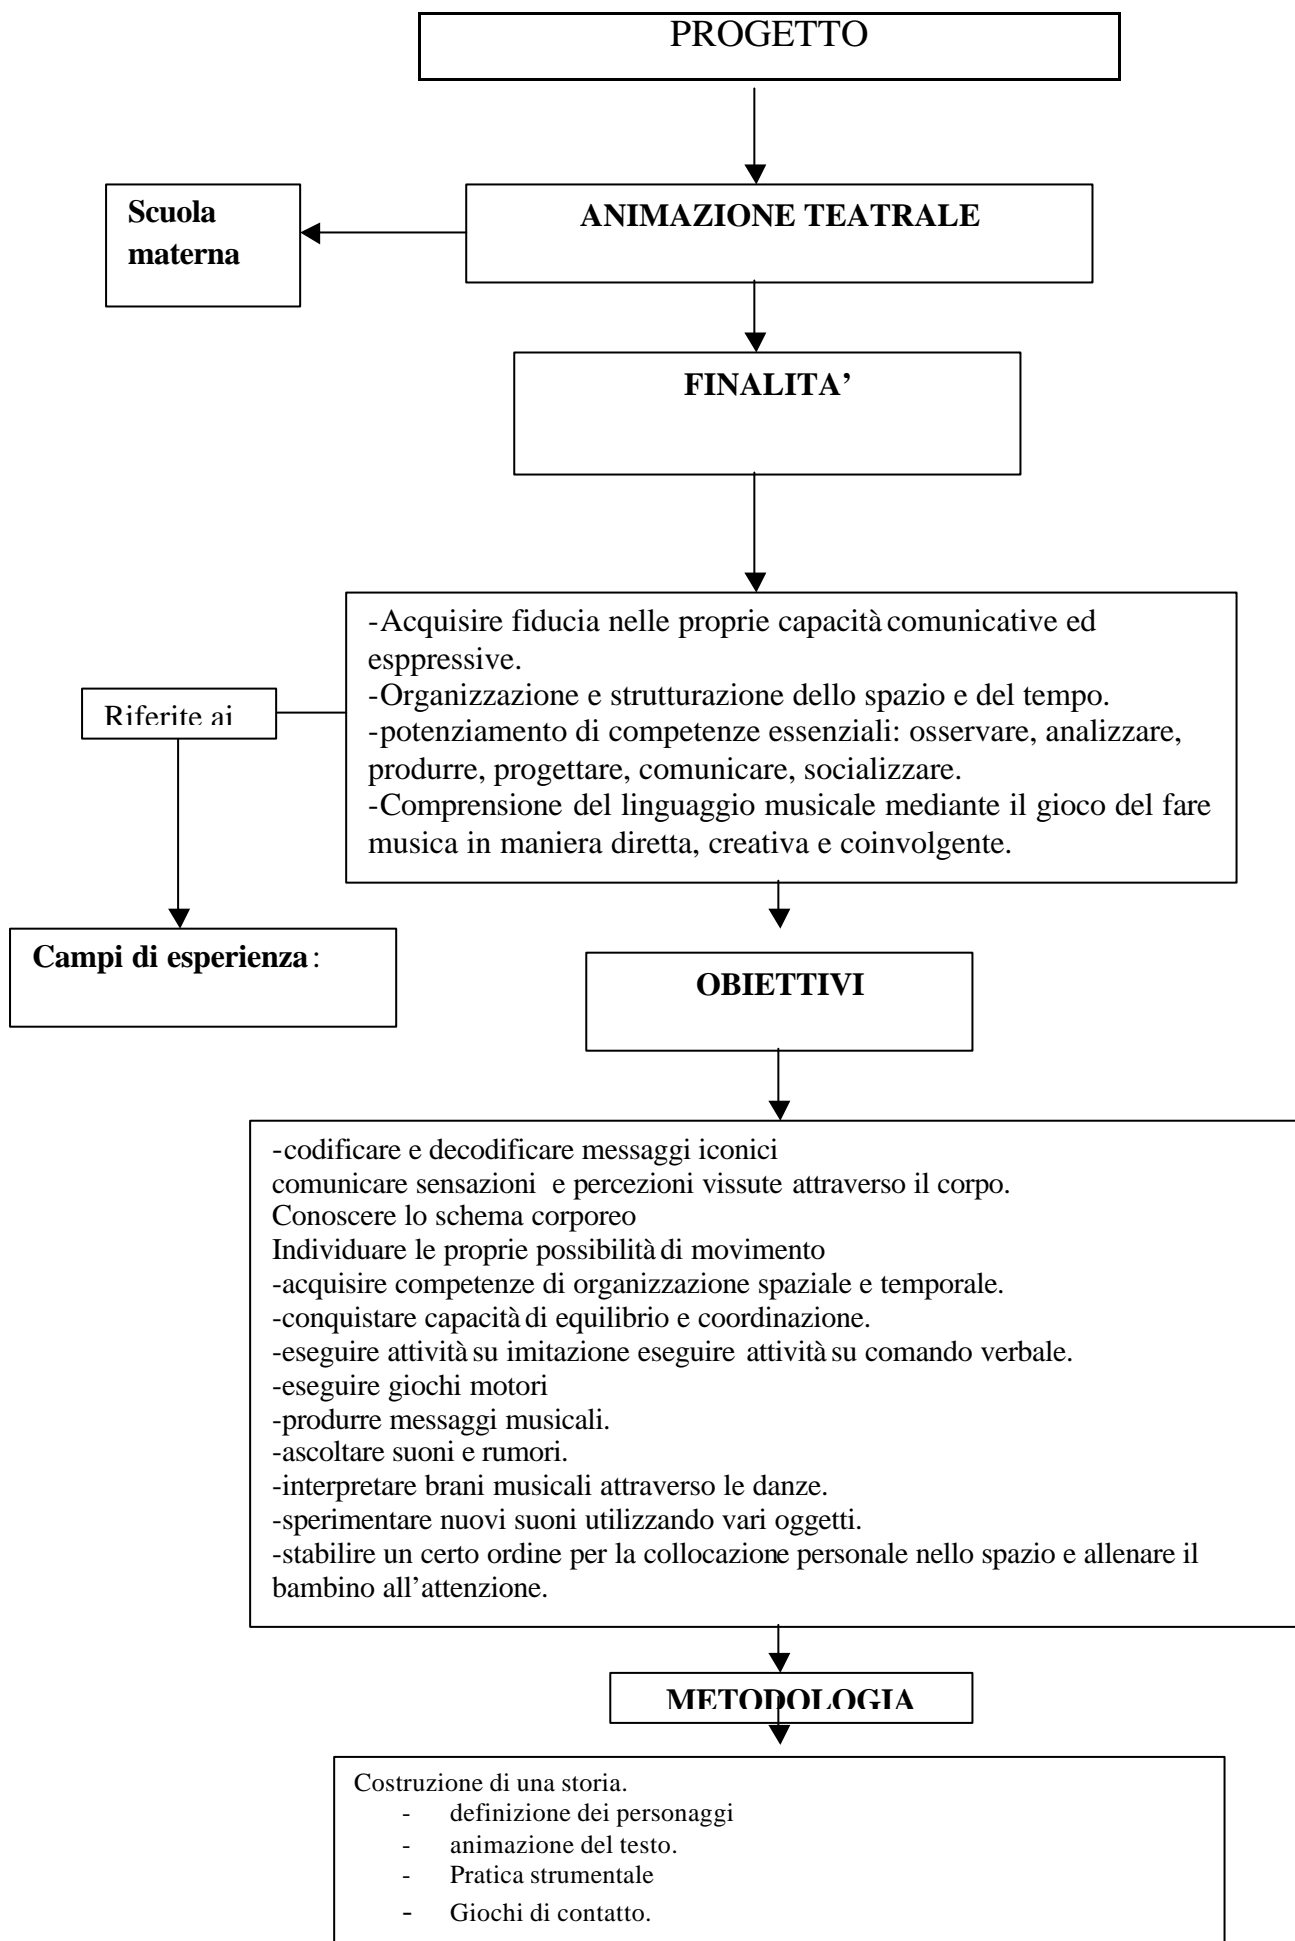 PROGETTO
Scuola
materna
ANIMAZIONE TEATRALE
FINALITA’
-Acquisire fiducia nelle proprie capacità comunicative ed
esppressive.
-Organizzazione e strutturazione dello spazio e del tempo.
-potenziamento di competenze essenziali: osservare, analizzare,
produrre, progettare, comunicare, socializzare.
-Comprensione del linguaggio musicale mediante il gioco del fare
musica in maniera diretta, creativa e coinvolgente.
Riferite ai
Campi di esperienza:
OBIETTIVI
-codificare e decodificare messaggi iconici
comunicare sensazioni e percezioni vissute attraverso il corpo.
Conoscere lo schema corporeo
Individuare le proprie possibilità di movimento
-acquisire competenze di organizzazione spaziale e temporale.
-conquistare capacità di equilibrio e coordinazione.
-eseguire attività su imitazione eseguire attività su comando verbale.
-eseguire giochi motori
-produrre messaggi musicali.
-ascoltare suoni e rumori.
-interpretare brani musicali attraverso le danze.
-sperimentare nuovi suoni utilizzando vari oggetti.
-stabilire un certo ordine per la collocazione personale nello spazio e allenare il
bambino all’attenzione.
METODOLOGIA
Costruzione di una storia.
- definizione dei personaggi
- animazione del testo.
- Pratica strumentale
- Giochi di contatto.